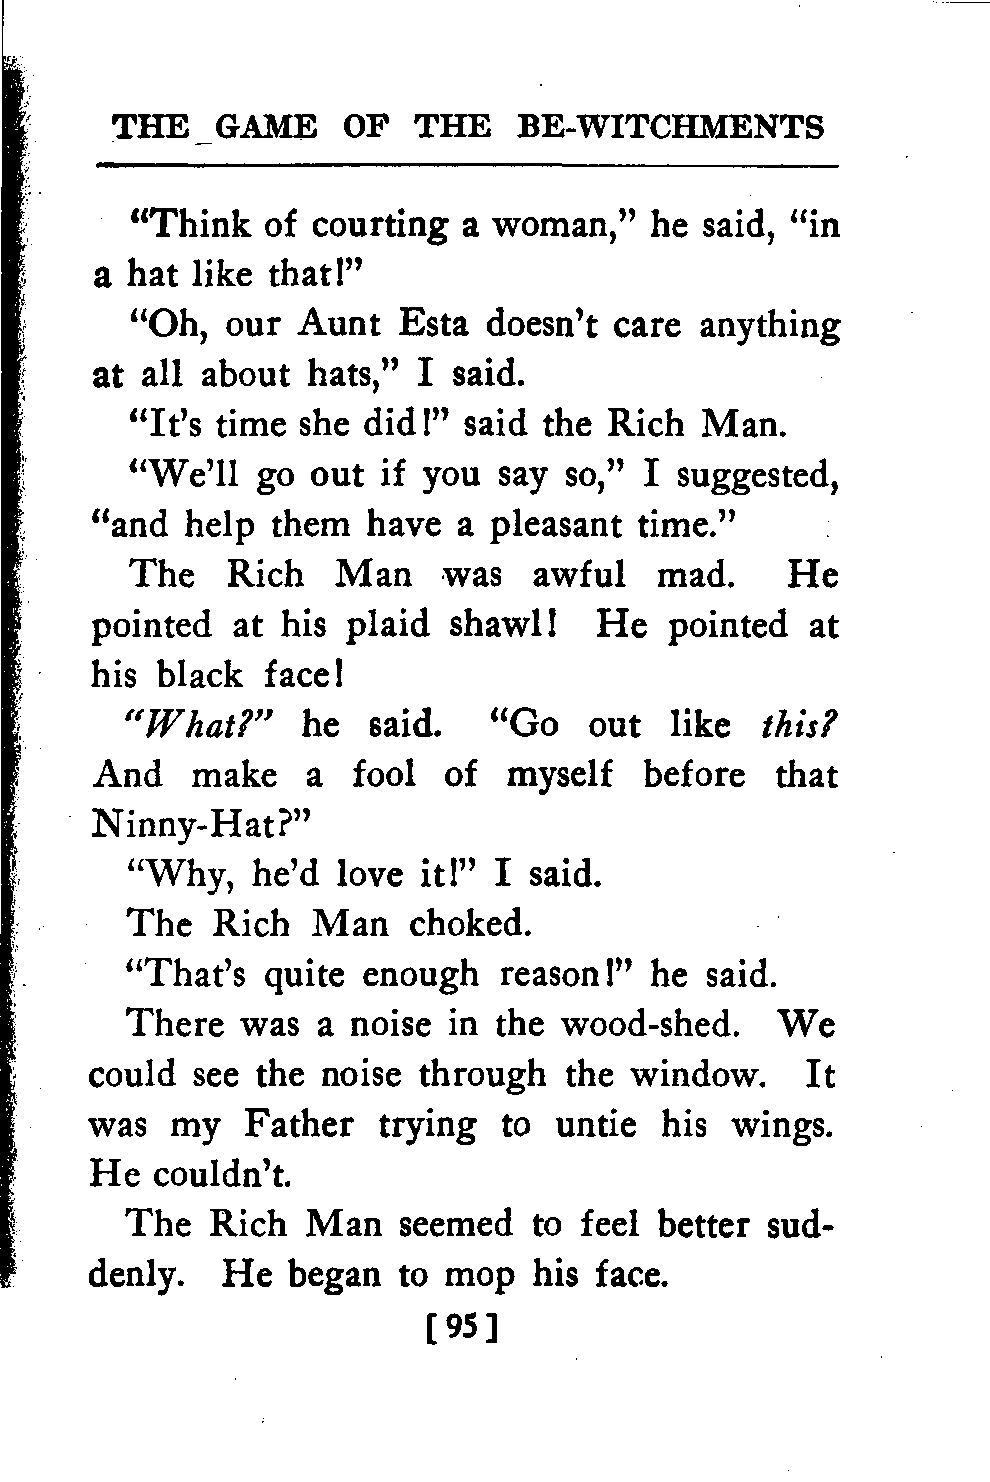 THE GAME OF THE BE-WITCHMENTS
“Think of courting a woman,” he said, “in
a hat like that!”
“Oh, our Aunt Esta doesn’t care anything
at all about hats,” I said.
“It’s time she did!” said the Rich Man.
“We’ll go out if you say so,” I suggested,
“and help them have a pleasant time.”
The Rich Man was awful mad. He
pointed at his plaid shawl! He pointed at
his black face!
“What?” he said. “Go out like this?
And make a fool of myself before that
Ninny-Hat?”
“Why, he’d love it!” I said.
The Rich Man choked.
“That’s quite enough reason!” he said.
There was a noise in the wood-shed. We
could see the noise through the window. It
was my Father trying to untie his wings.
He couldn’t.
The Rich Man seemed to feel better sud-
denly. He began to mop his face.
[95]